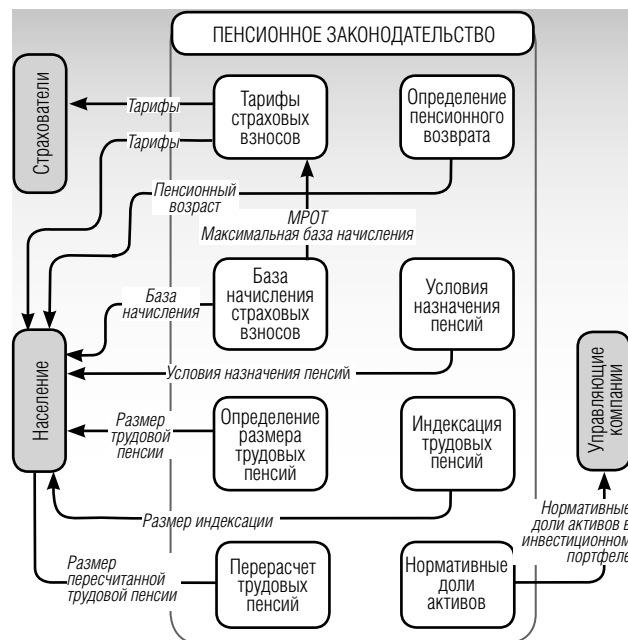 ПЕНСИОННОЕ ЗАКОНОДАТЕЛЬСТВО
Страхователи
Тарифы
Тарифы
Тарифы
страховых
взносов
Определение
пенсионного
возврата
Пенсионный
возраст
МРОТ
Максимальная база начисления
База
начисления
База
начисления
страховых
взносов
Условия
назначения
пенсий
Население
Условия назначения пенсий
Управляющие
компании
Размер
трудовой
пенсии
Определение
размера
трудовых
пенсий
Индексация
трудовых
пенсий
Размер индексации
Нормативные
доли активов в
инвестиционном
портфеле
Размер
пересчитанной
трудовой пенсии
Перерасчет
трудовых
пенсий
Нормативные
доли
активов